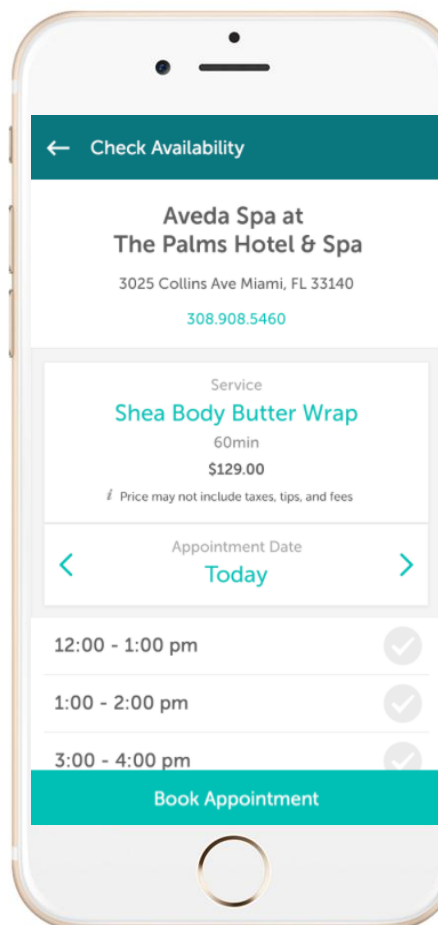 Check Availability
Aveda Spa at
The Palms Hotel & Spa
3025 Collins Ave Miami, FL 33140
308.908.5460
Service
Shea Body Butter Wrap
60min
$129.00
i Price may not include taxes, tips, and fees
Appointment Date
Today
12:00 - 1:00 pm
1:00 - 2:00 pm
3:00 - 4:00 pm
Book Appointment